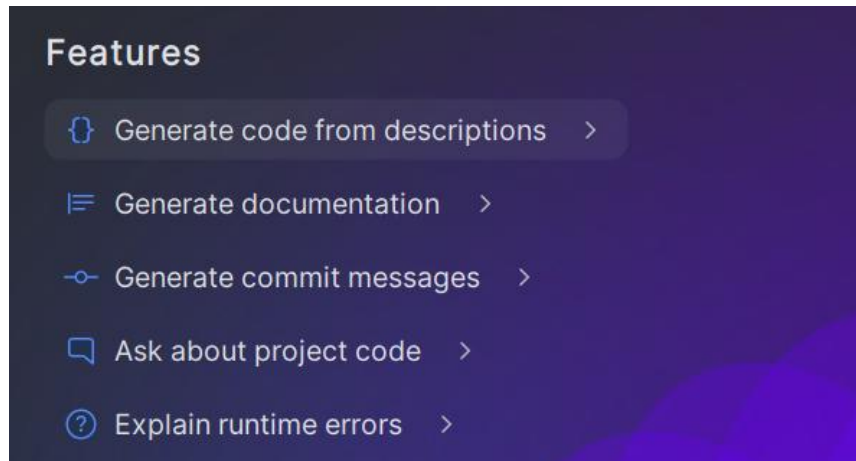 Features
Generate code from descriptions
Generate documentation
Generate commit messages
Ask about project code
Explain runtime errors